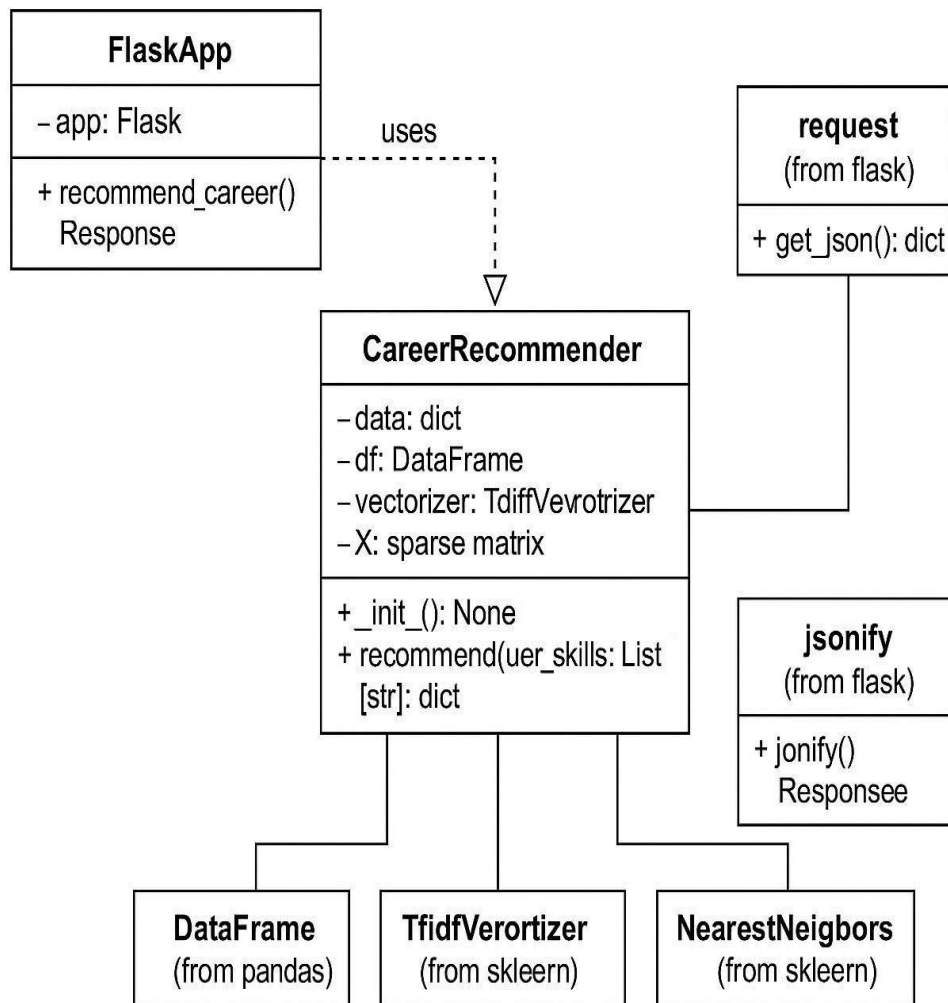 FlaskApp
– app: Flask
+ recommend_career()
Response
uses
request
(from flask)
+ get_json(): dict
CareerRecommender
– data: dict
– df: DataFrame
– vectorizer: TdiffVevrotrizer
– X: sparse matrix
+ _init_(): None
+ recommend(uer_skills: List
[str]: dict
jsonify
(from flask)
+ jonify()
Responsee
DataFrame
(from pandas)
TfidfVerortizer
(from skleern)
NearestNeigbors
(from skleern)